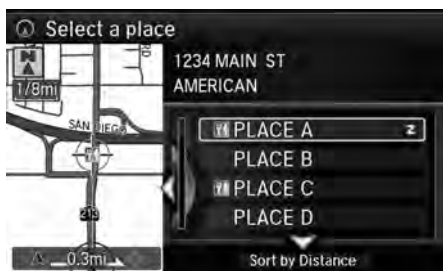 Select a place
N
1/8mi
1234 MAIN ST
AMERICAN
SAN DIEGO
PLACE A
PLACE B
PLACE C
PLACE D
213
0.3mi
Sort by Distance